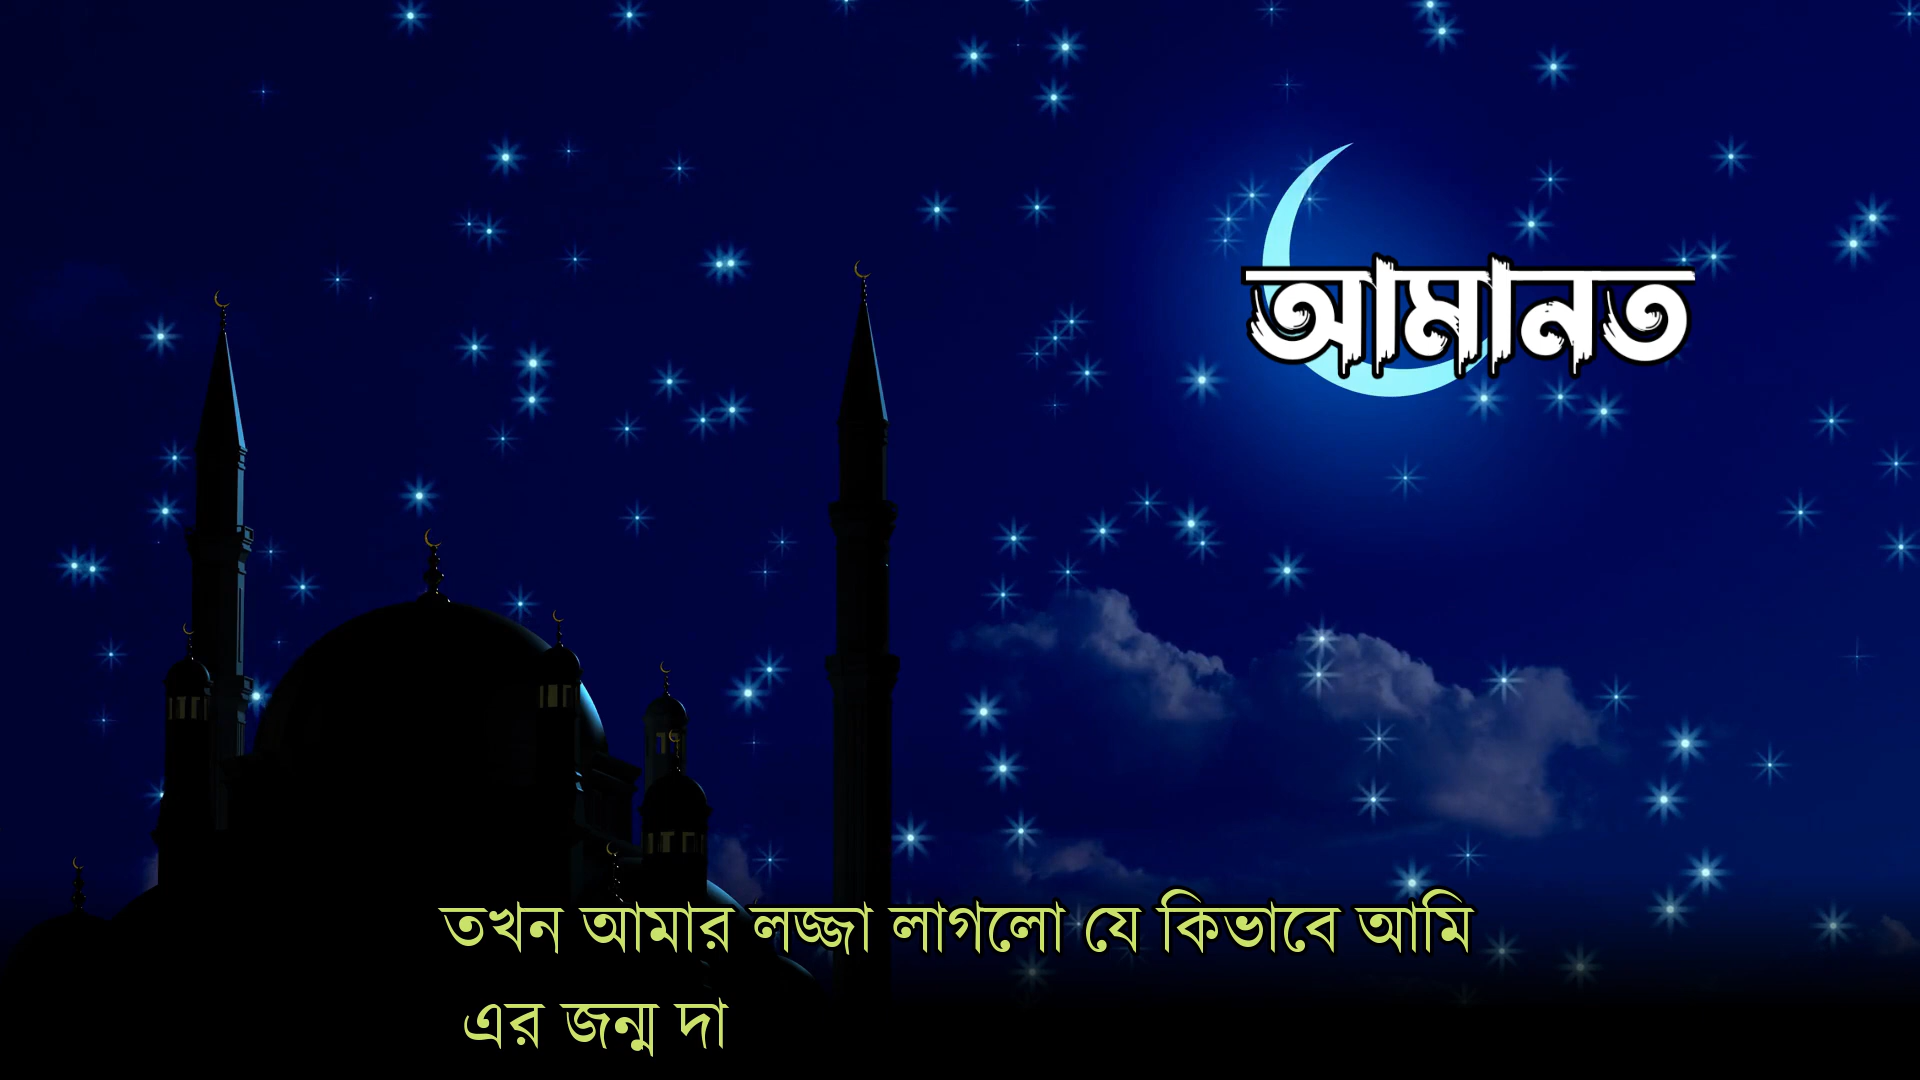 আমানত
তখন আমার লজ্জা লাগলো যে কিভাবে আমি
এর জন্ম দা